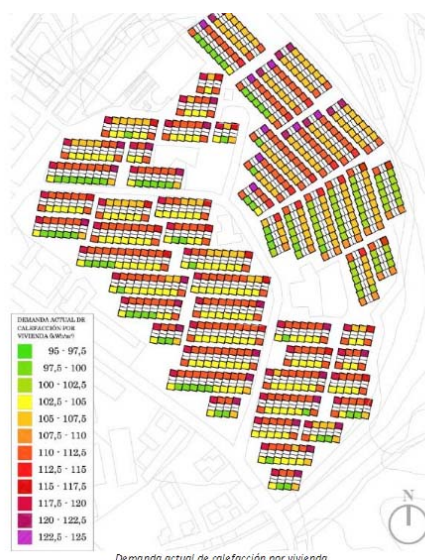 DEMANDA ACTUAL DE
CALEFACCIÓN POR
VIVIENDA (kWh/m²)
95 - 97,5
97,5 - 100
100 - 102,5
102,5 - 105
105 - 107,5
107,5 - 110
110 - 112,5
112,5 - 115
115 - 117,5
117,5 - 120
120 - 122,5
122,5 - 125
N
Demanda actual de calefacción por vivienda